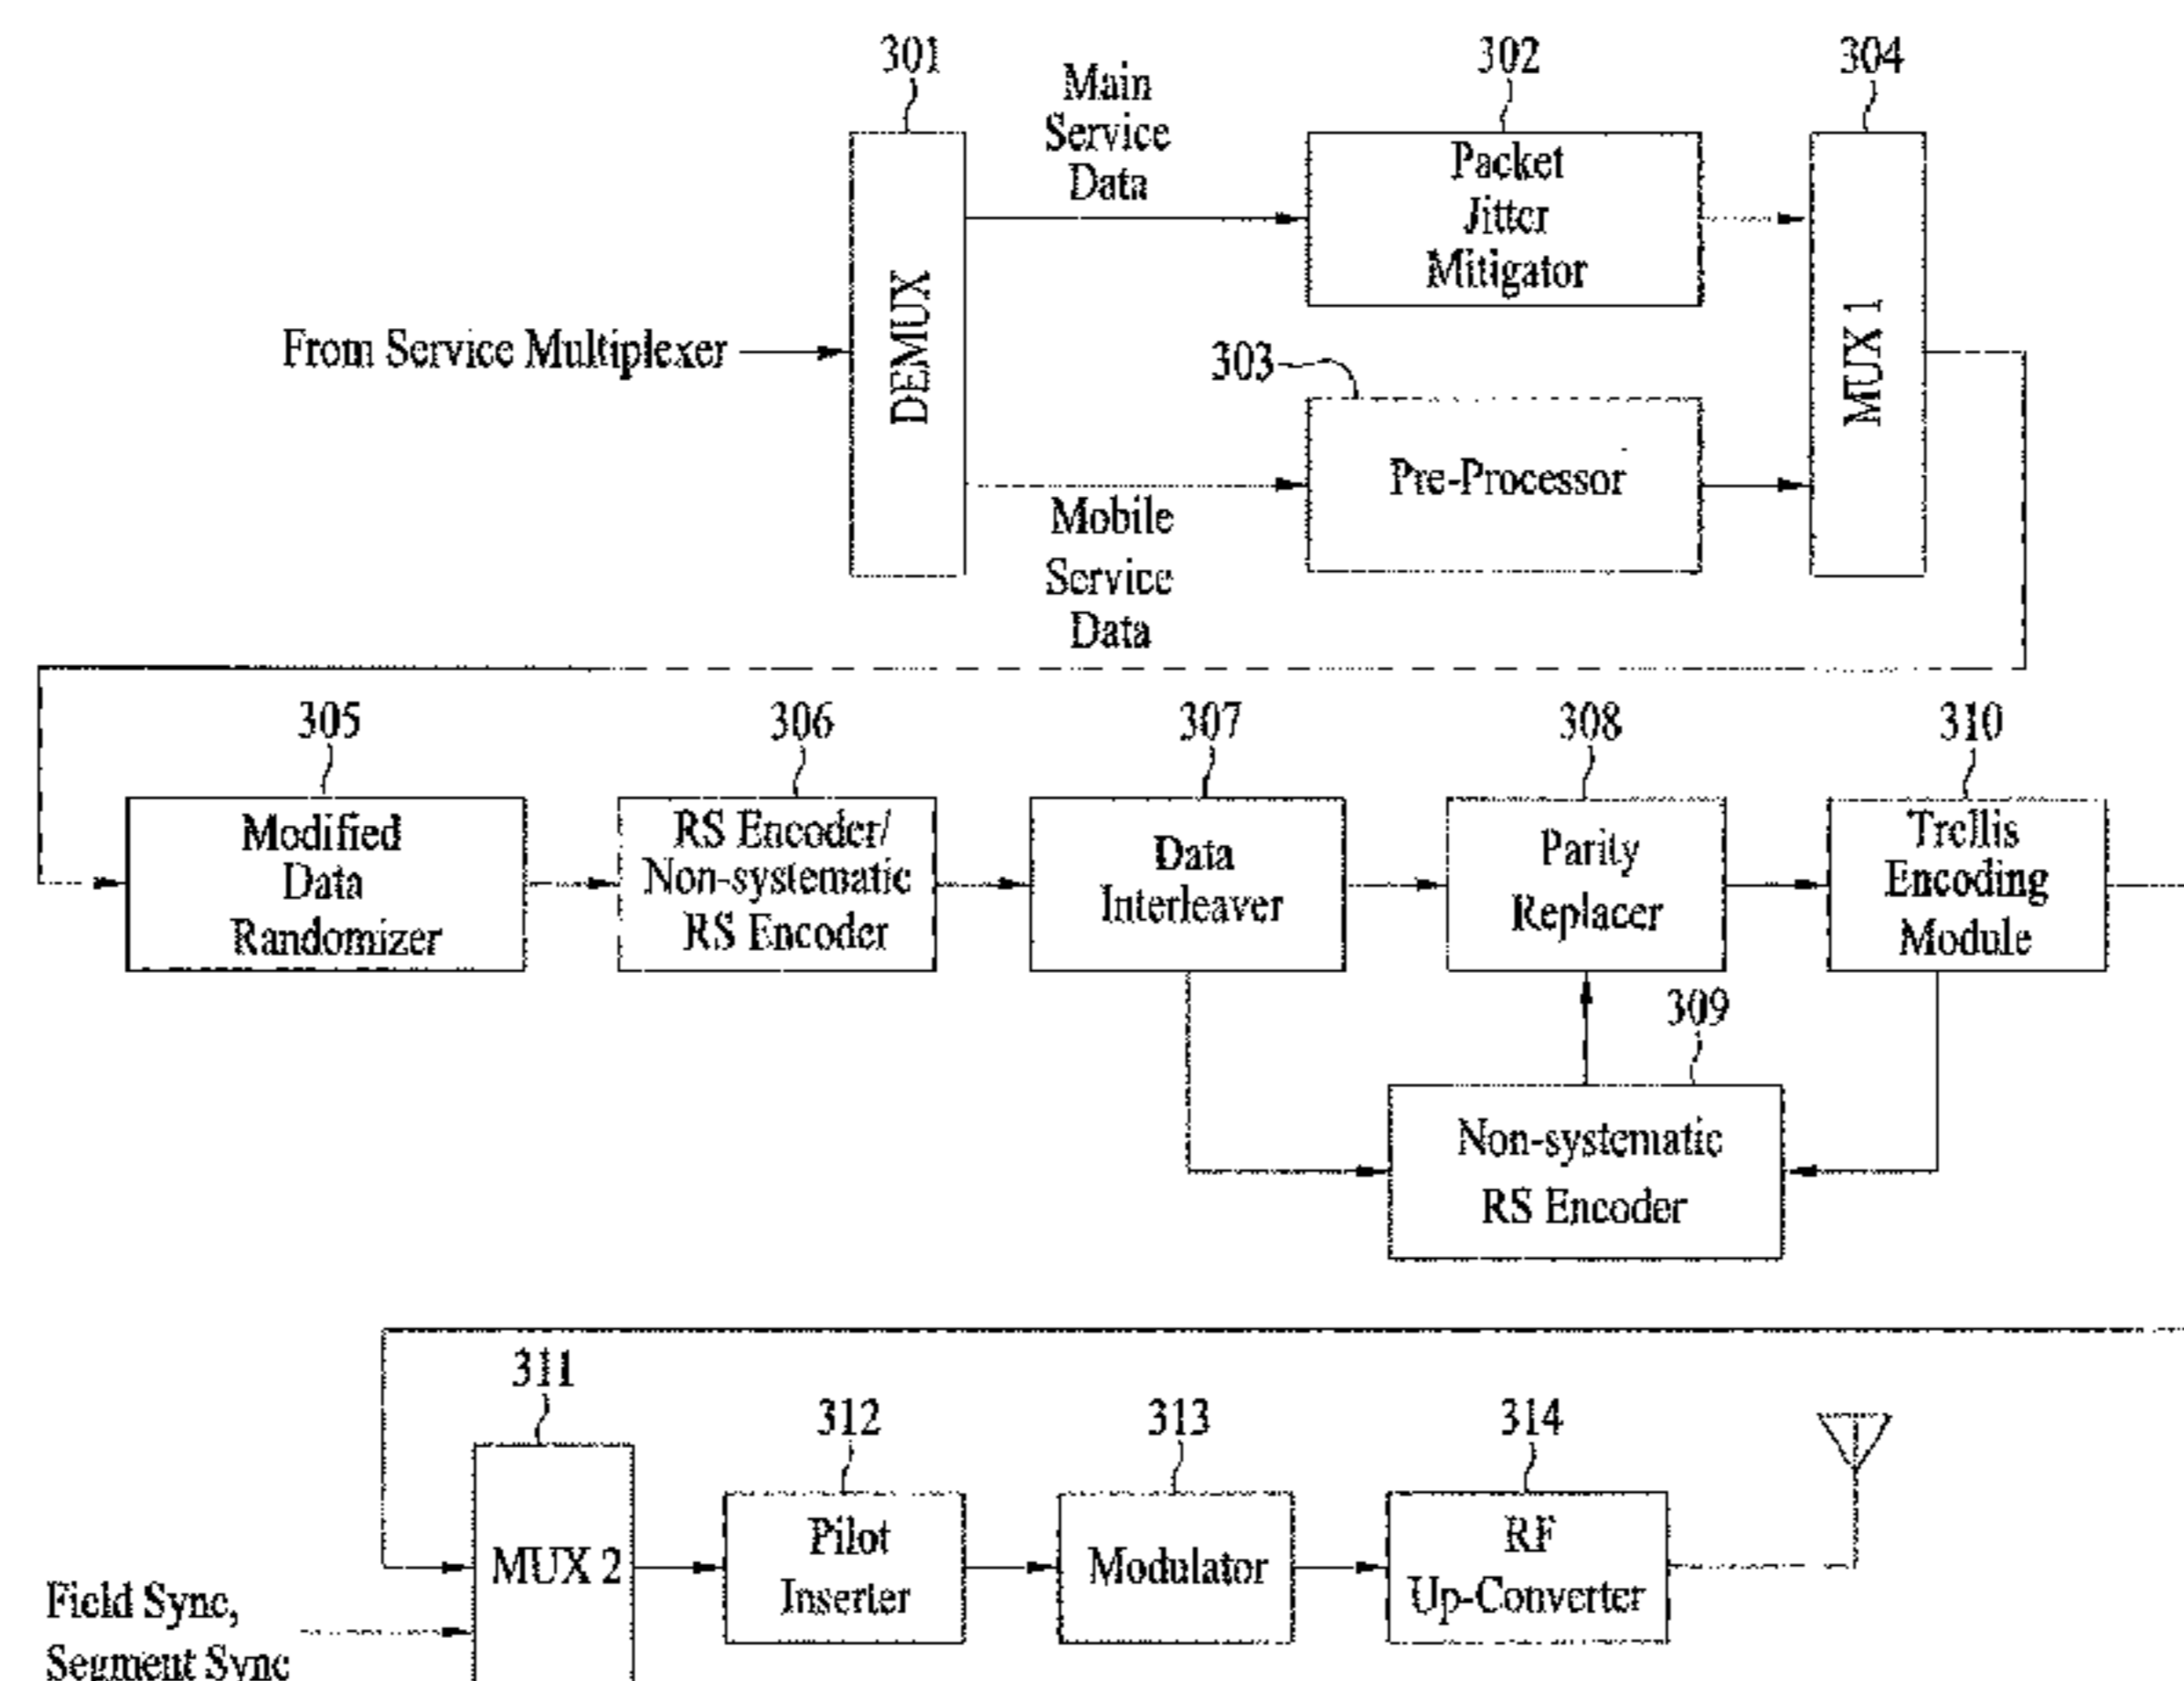 301
Main
Service
Data
302
304
Packet
Jitter
Mitigator
DEMUX
MUX 1
From Service Multiplexer
303
Pre-Processor
Mobile
Service
Data
305
306
307
308
310
Modified
Data
Randomizer
RS Encoder/
Non-systematic
RS Encoder
Data
Interleaver
Parity
Replacer
Trellis
Encoding
Module
309
Non-systematic
RS Encoder
311
312
313
314
MUX 2
Pilot
Inserter
Modulator
RF
Up-Converter
Field Sync,
Segment Sync